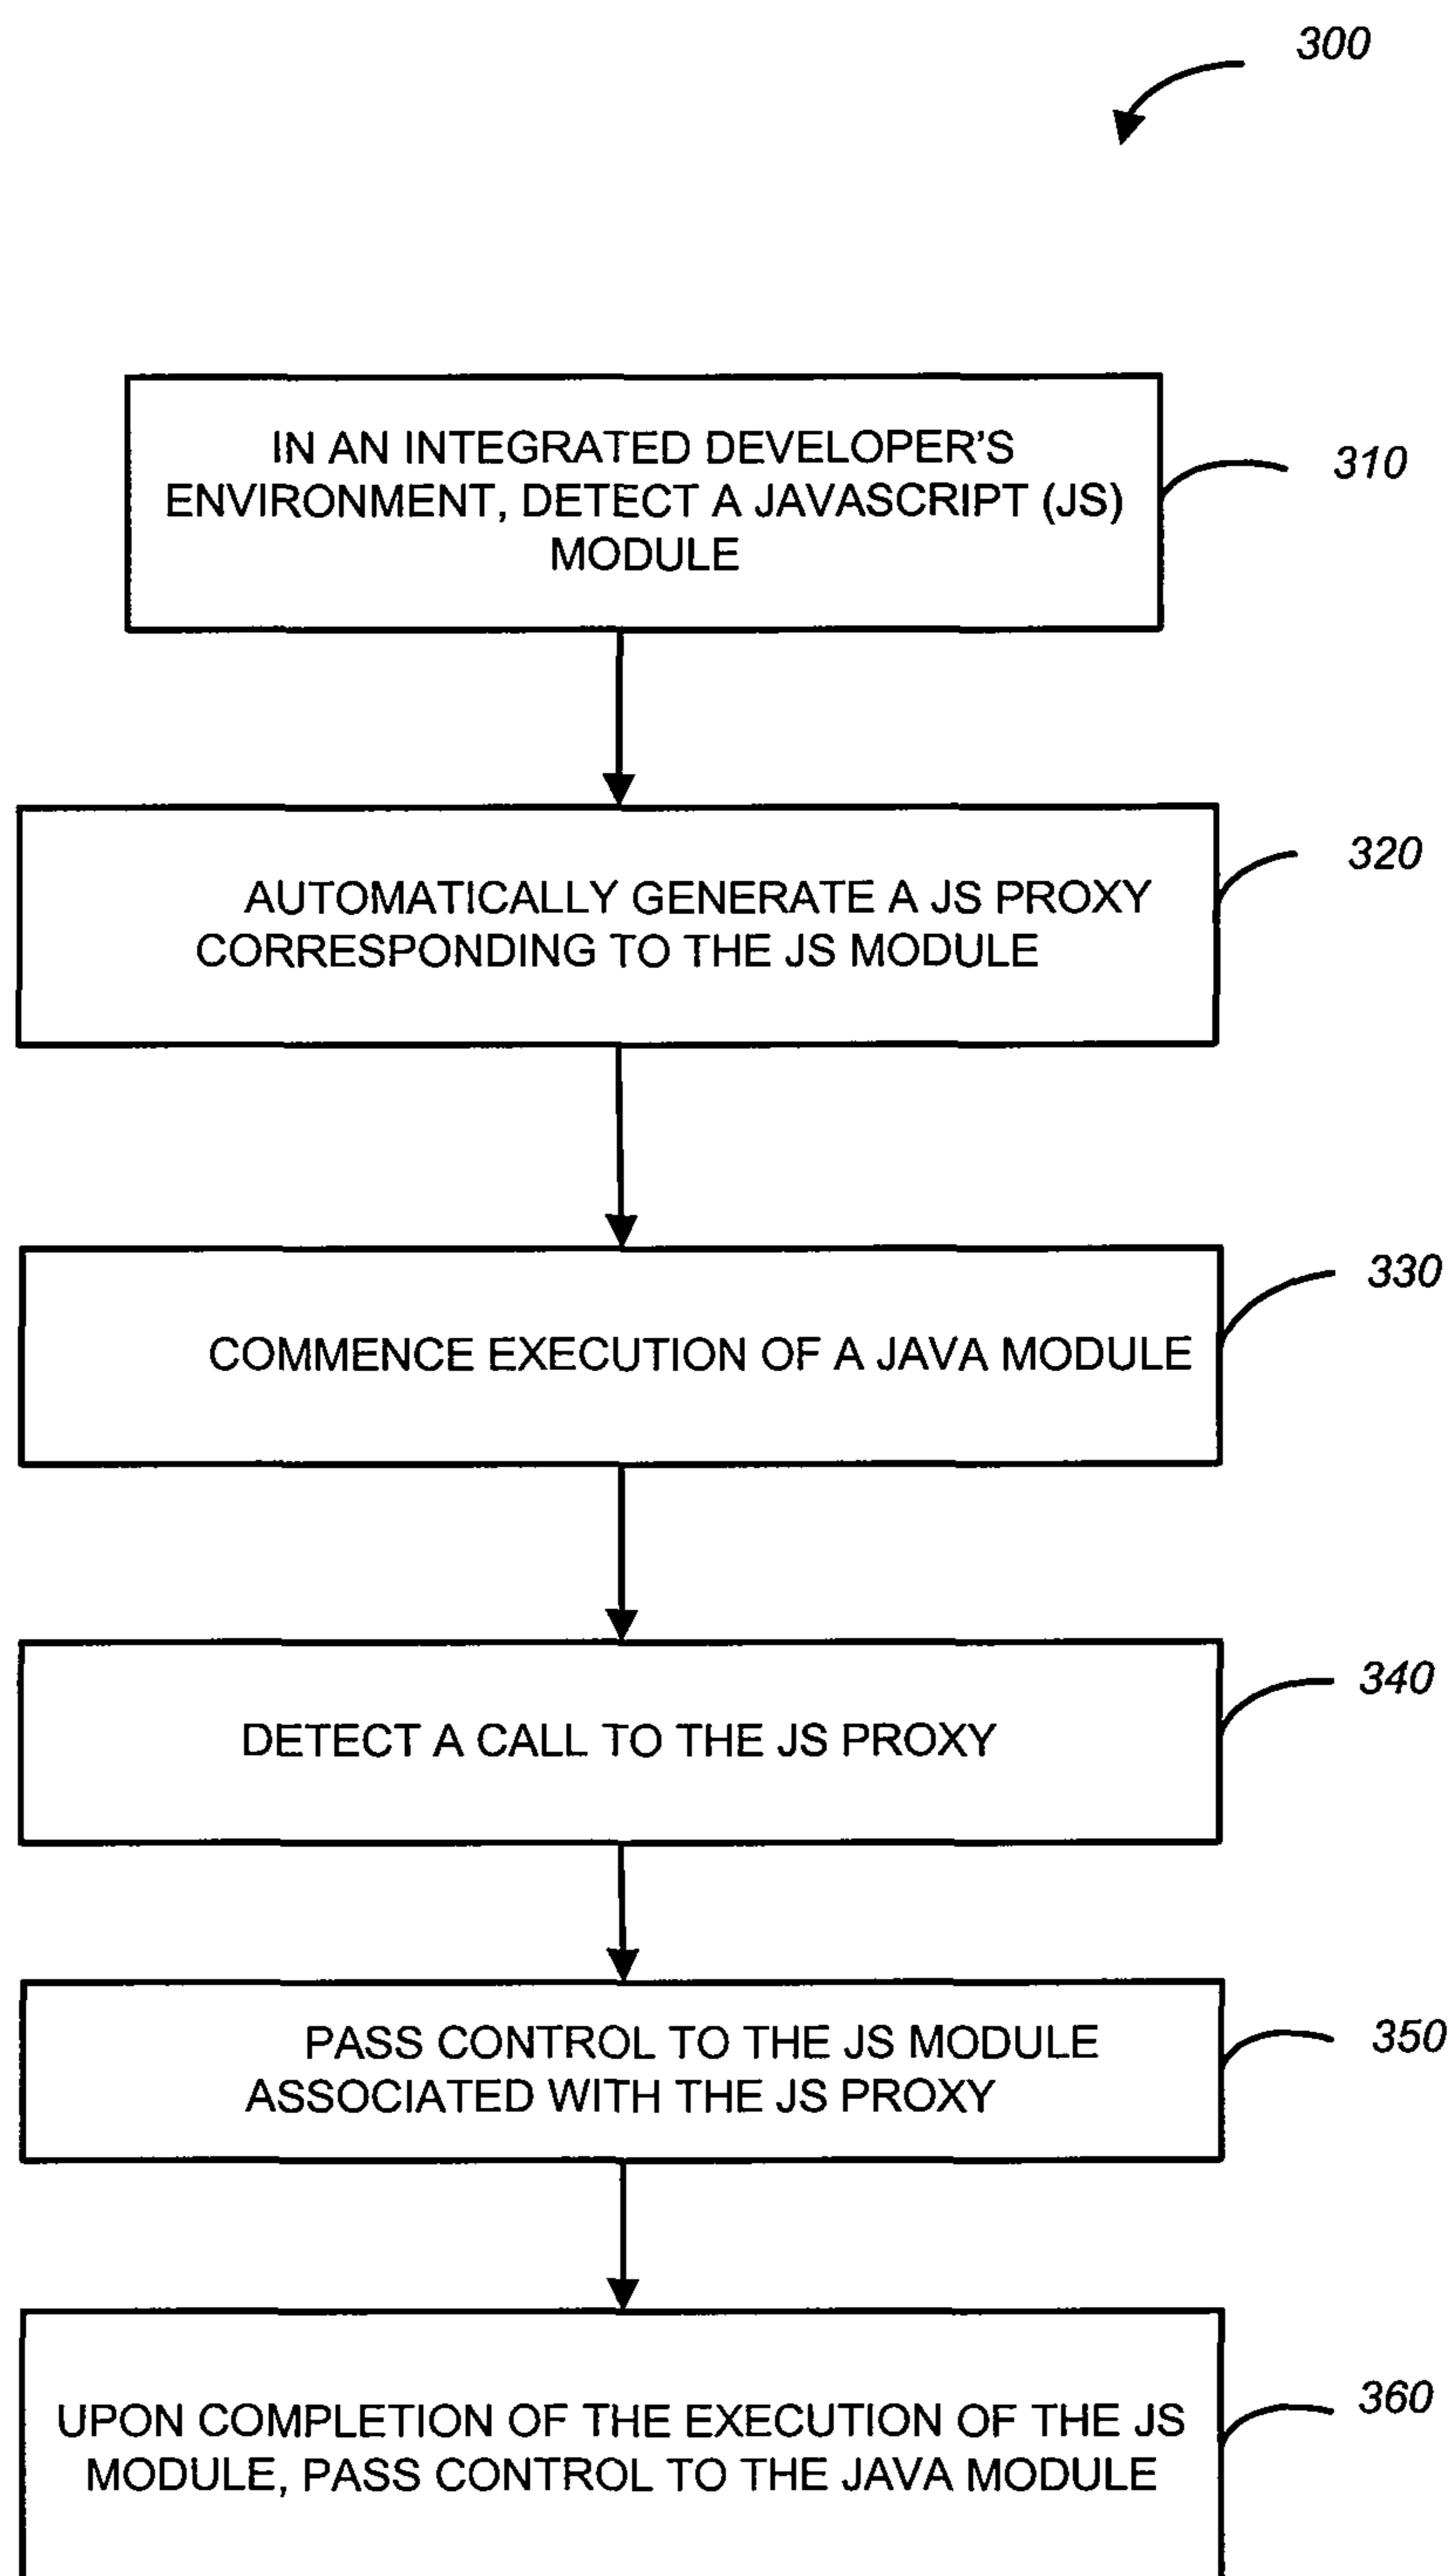 300
IN AN INTEGRATED DEVELOPER'S
ENVIRONMENT, DETECT A JAVASCRIPT (JS)
MODULE
310
AUTOMATICALLY GENERATE A JS PROXY
CORRESPONDING TO THE JS MODULE
320
COMMENCE EXECUTION OF A JAVA MODULE
330
DETECT A CALL TO THE JS PROXY
340
PASS CONTROL TO THE JS MODULE
ASSOCIATED WITH THE JS PROXY
350
UPON COMPLETION OF THE EXECUTION OF THE JS
MODULE, PASS CONTROL TO THE JAVA MODULE
360